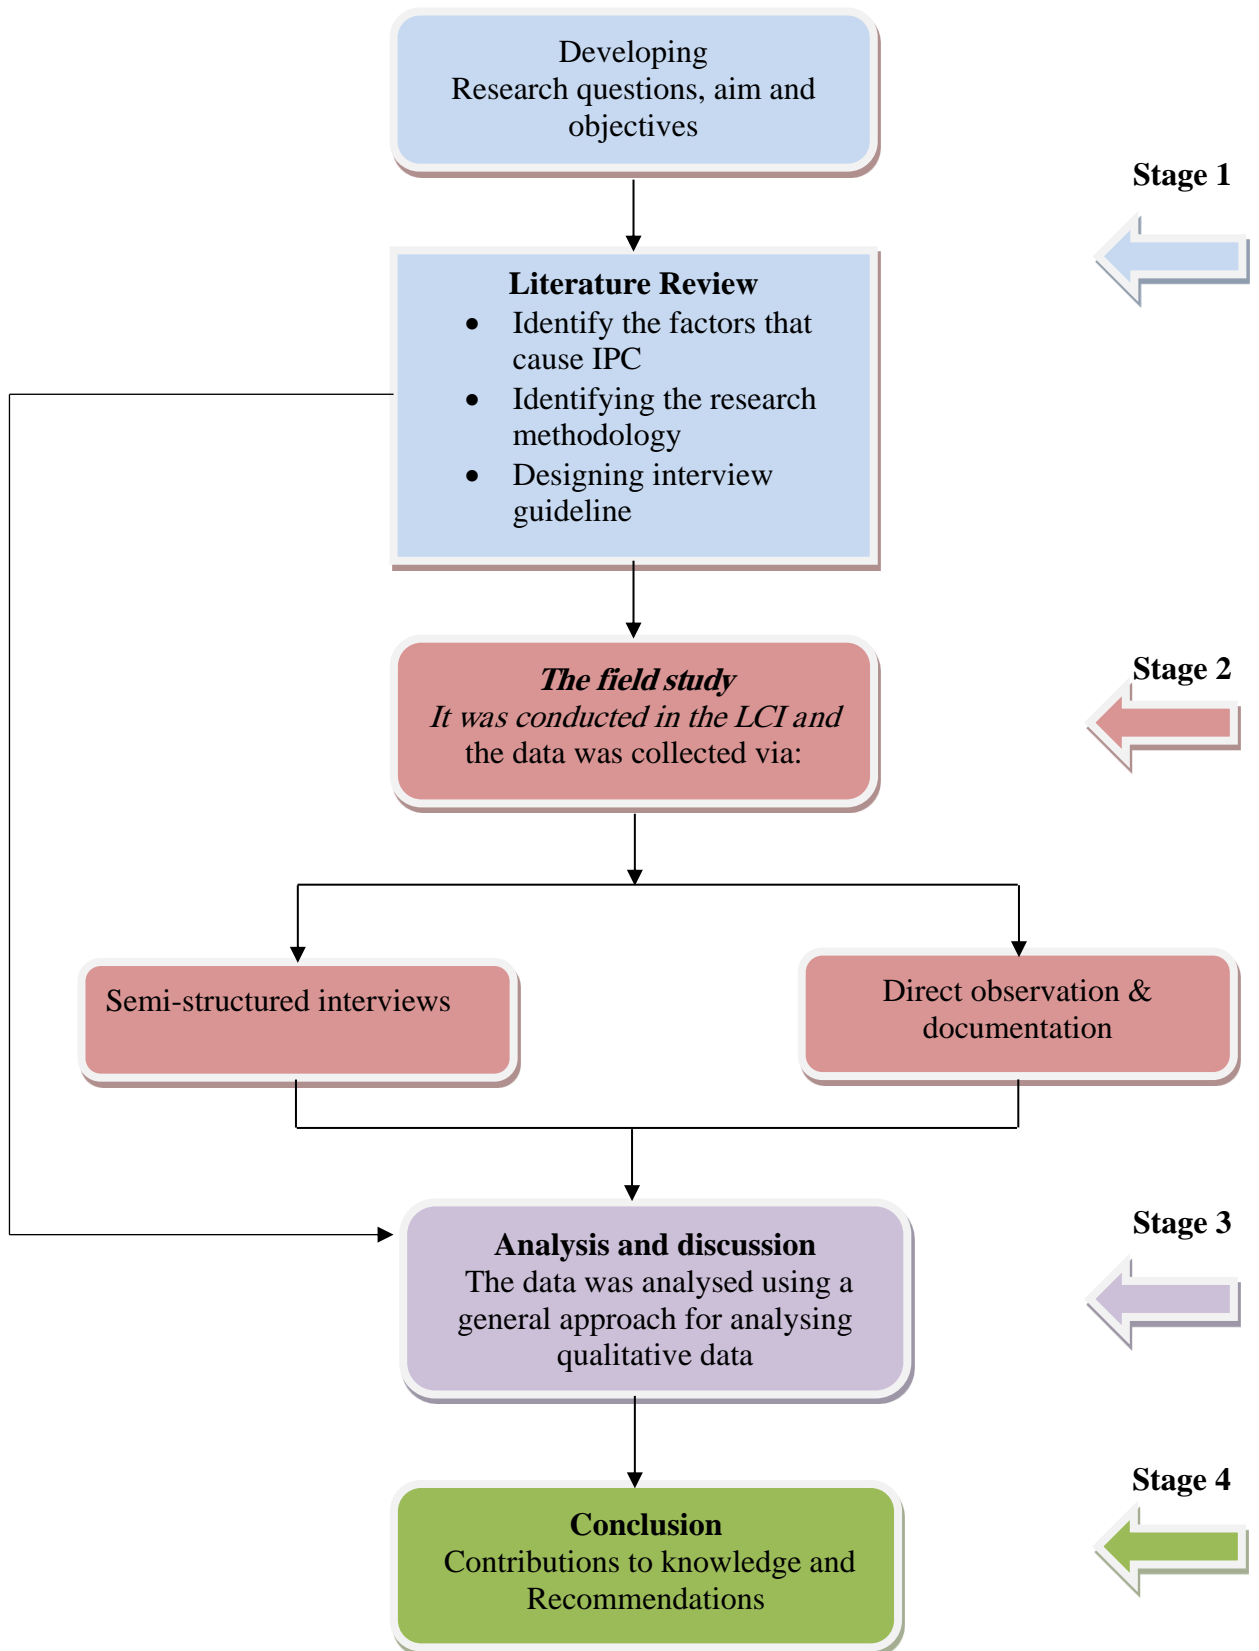 Developing
Research questions, aim and
objectives
Stage 1
Literature Review
• Identify the factors that
cause IPC
• Identifying the research
methodology
• Designing interview
guideline
The field study
It was conducted in the LCI and
the data was collected via:
Stage 2
Semi-structured interviews
Direct observation &
documentation
Analysis and discussion
The data was analysed using a
general approach for analysing
qualitative data
Stage 3
Conclusion
Contributions to knowledge and
Recommendations
Stage 4